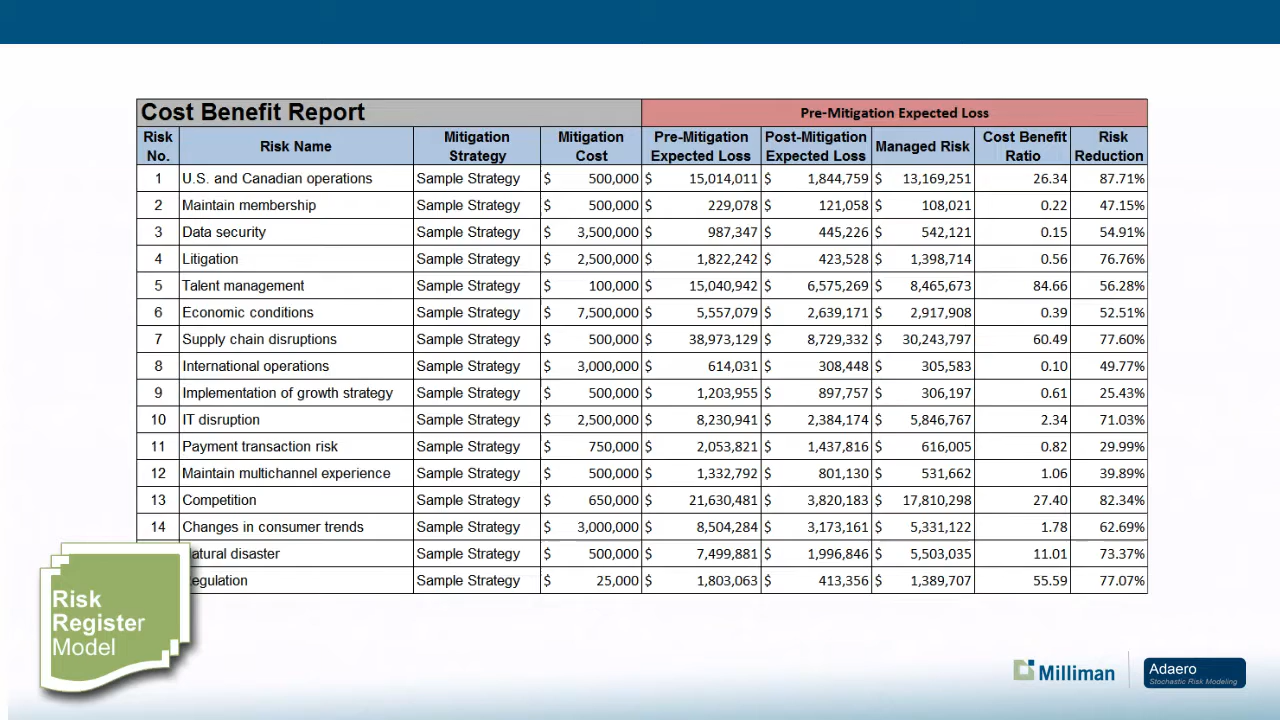 Cost Benefit Report Pre-Mitigation Expected Loss
Risk No. Risk Name Mitigation Strategy Mitigation Cost Pre-Mitigation Expected Loss Post-Mitigation Expected Loss Managed Risk Cost Benefit Ratio Risk Reduction
1 U.S. and Canadian operations Sample Strategy $ 500,000 $ 15,014,011 $ 1,844,759 $ 13,169,251 26.34 87.71%
2 Maintain membership Sample Strategy $ 500,000 $ 229,078 $ 121,058 $ 108,021 0.22 47.15%
3 Data security Sample Strategy $ 3,500,000 $ 987,347 $ 445,226 $ 542,121 0.15 54.91%
4 Litigation Sample Strategy $ 2,500,000 $ 1,822,242 $ 423,528 $ 1,398,714 0.56 76.76%
5 Talent management Sample Strategy $ 100,000 $ 15,040,942 $ 6,575,269 $ 8,465,673 84.66 56.28%
6 Economic conditions Sample Strategy $ 7,500,000 $ 5,557,079 $ 2,639,171 $ 2,917,908 0.39 52.51%
7 Supply chain disruptions Sample Strategy $ 500,000 $ 38,973,129 $ 8,729,332 $ 30,243,797 60.49 77.60%
8 International operations Sample Strategy $ 3,000,000 $ 614,031 $ 308,448 $ 305,583 0.10 49.77%
9 Implementation of growth strategy Sample Strategy $ 500,000 $ 1,203,955 $ 897,757 $ 306,197 0.61 25.43%
10 IT disruption Sample Strategy $ 2,500,000 $ 8,230,941 $ 2,384,174 $ 5,846,767 2.34 71.03%
11 Payment transaction risk Sample Strategy $ 750,000 $ 2,053,821 $ 1,437,816 $ 616,005 0.82 29.99%
12 Maintain multichannel experience Sample Strategy $ 500,000 $ 1,332,792 $ 801,130 $ 531,662 1.06 39.89%
13 Competition Sample Strategy $ 650,000 $ 21,630,481 $ 3,820,183 $ 17,810,298 27.40 82.34%
14 Changes in consumer trends Sample Strategy $ 3,000,000 $ 8,504,284 $ 3,173,161 $ 5,331,122 1.78 62.69%
atural disaster Sample Strategy $ 500,000 $ 7,499,881 $ 1,996,846 $ 5,503,035 11.01 73.37%
egulation Sample Strategy $ 25,000 $ 1,803,063 $ 413,356 $ 1,389,707 55.59 77.07%
Risk
Register
Model
Milliman
Adaero
Stochastic Risk Modeling